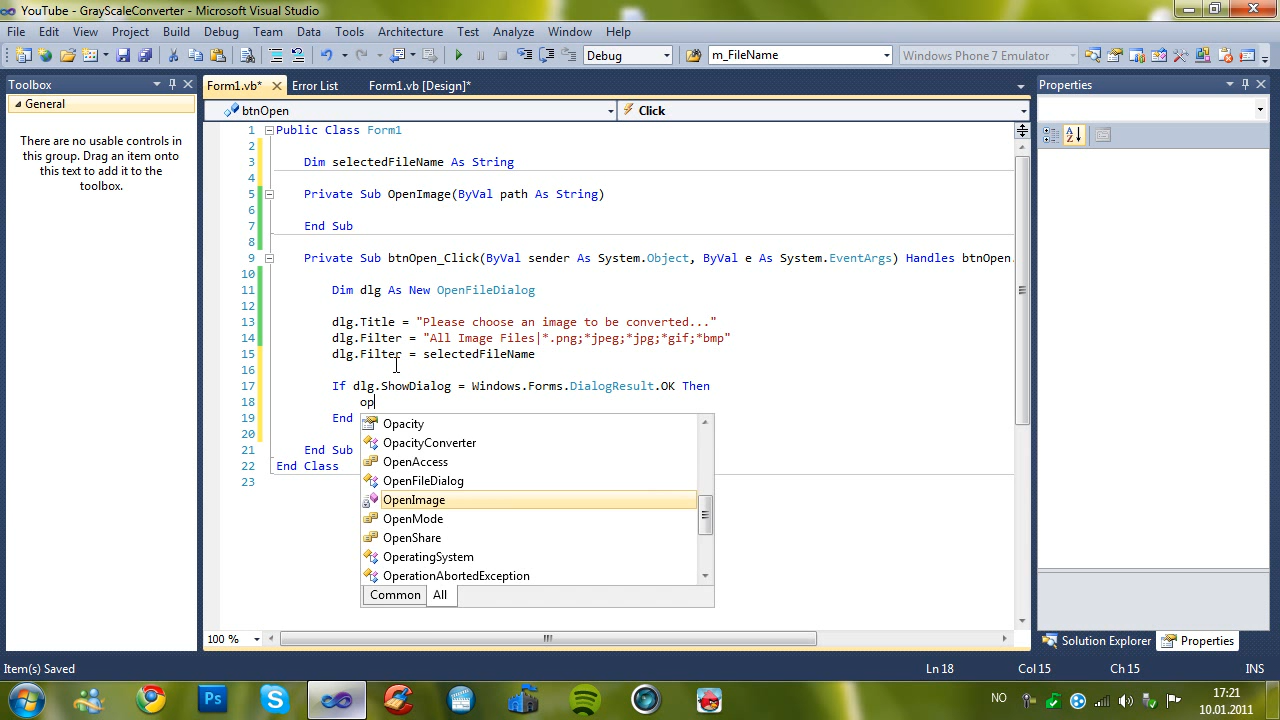 YouTube - GrayScaleConverter - Microsoft Visual Studio
File Edit View Project Build Debug Team Data Tools Architecture Test Analyze Window Help
Debug m_FileName Windows Phone 7 Emulator
Toolbox Form1.vb* Error List Form1.vb [Design]* Properties
General
btnOpen Click
There are no usable controls in this group. Drag an item onto this text to add it to the toolbox.
1 Public Class Form1
2
3 Dim selectedFileName As String
4
5 Private Sub OpenImage(ByVal path As String)
6
7 End Sub
8
9 Private Sub btnOpen_Click(ByVal sender As System.Object, ByVal e As System.EventArgs) Handles btnOpen.
10
11 Dim dlg As New OpenFileDialog
12
13 dlg.Title = "Please choose an image to be converted..."
14 dlg.Filter = "All Image Files|*.png;*jpeg;*jpg;*gif;*bmp"
15 dlg.Filter = selectedFileName
16
17 If dlg.ShowDialog = Windows.Forms.DialogResult.OK Then
18 op
19 End
20
21 End Sub
22 End Class
23
Opacity
OpacityConverter
OpenAccess
OpenFileDialog
OpenImage
OpenMode
OpenShare
OperatingSystem
OperationAbortedException
Common All
100 %
Solution Explorer Properties
Item(s) Saved Ln 18 Col 15 Ch 15 INS
Ps NO 17:21
10.01.2011